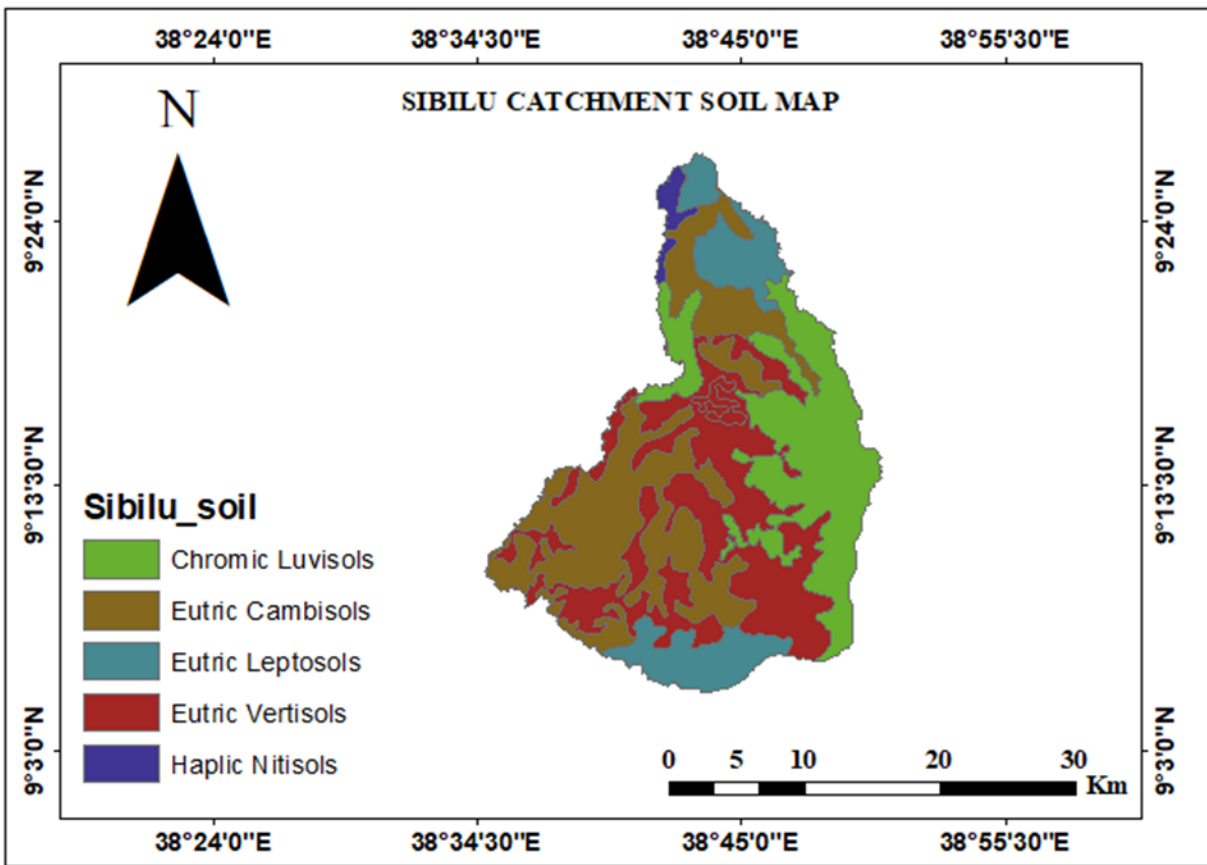 38°24'0"E 38°34'30"E 38°45'0"E 38°55'30"E
N
SIBILU CATCHMENT SOIL MAP
9°24'0"N
9°24'0"N
9°13'30"N
9°13'30"N
Sibilu_soil
Chromic Luvisols
Eutric Cambisols
Eutric Leptosols
Eutric Vertisols
Haplic Nitisols
9°3'0"N
9°3'0"N
0 5 10 20 30
Km
38°24'0"E 38°34'30"E 38°45'0"E 38°55'30"E